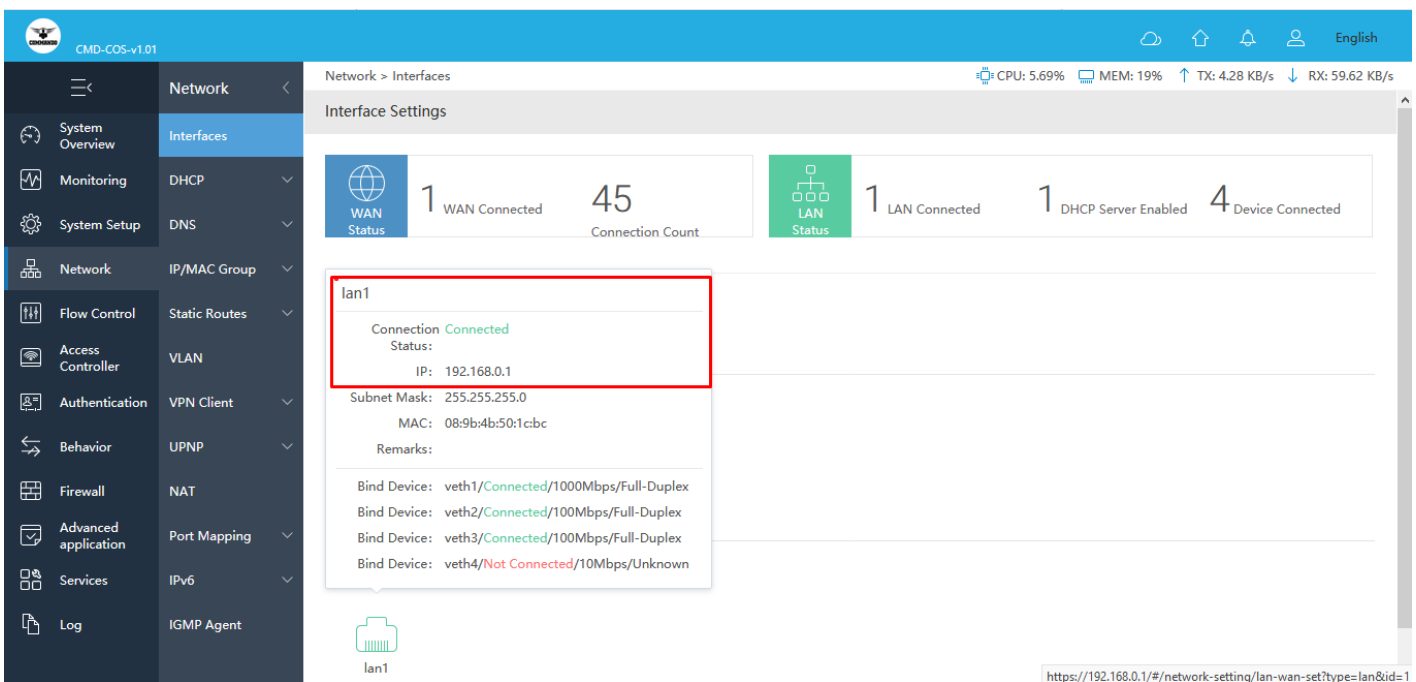 COMMANDO
CMD-COS-v1.01
English
Network
Network > Interfaces
CPU: 5.69% MEM: 19% TX: 4.28 KB/s RX: 59.62 KB/s
Interface Settings
System Overview
Monitoring
System Setup
Network
Flow Control
Access Controller
Authentication
Behavior
Firewall
Advanced application
Services
Log
Interfaces
DHCP
DNS
IP/MAC Group
Static Routes
VLAN
VPN Client
UPNP
NAT
Port Mapping
IPv6
IGMP Agent
WAN Status
1 WAN Connected
45 Connection Count
LAN Status
1 LAN Connected
1 DHCP Server Enabled
4 Device Connected
lan1
Connection Status: Connected
IP: 192.168.0.1
Subnet Mask: 255.255.255.0
MAC: 08:9b:4b:50:1c:bc
Remarks:
Bind Device: veth1/Connected/1000Mbps/Full-Duplex
Bind Device: veth2/Connected/100Mbps/Full-Duplex
Bind Device: veth3/Connected/100Mbps/Full-Duplex
Bind Device: veth4/Not Connected/10Mbps/Unknown
lan1
https://192.168.0.1/#/network-setting/lan-wan-set?type=lan&id=1